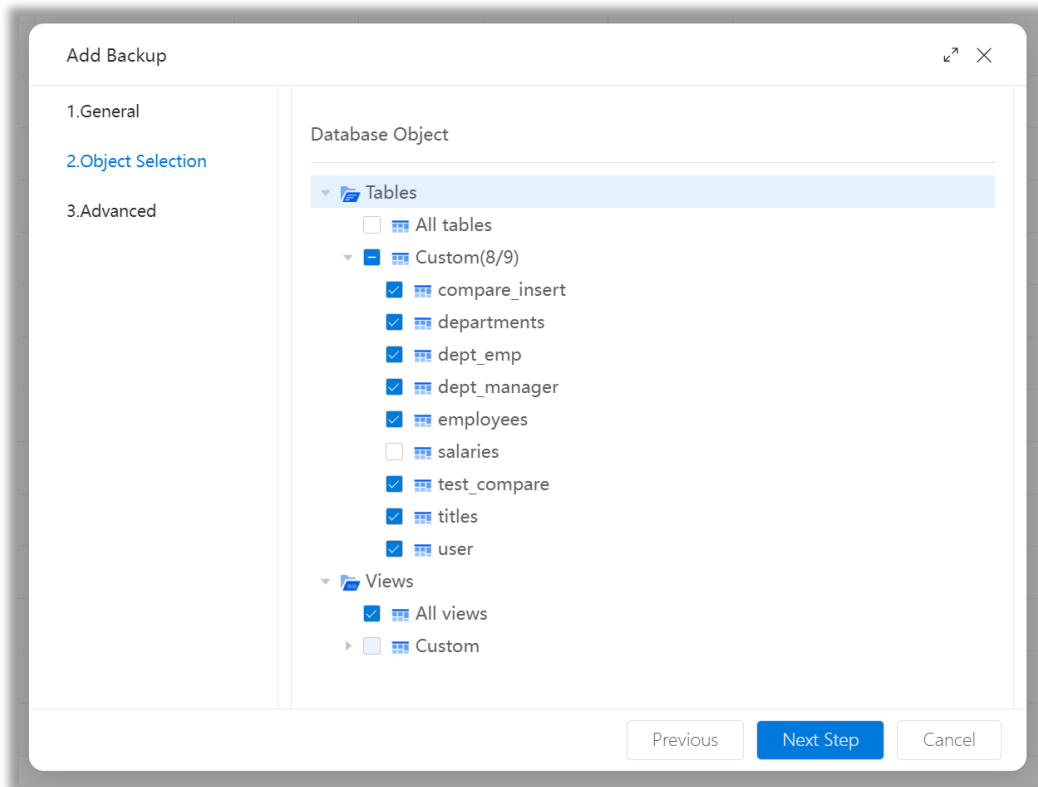 Add Backup
1.General
2.Object Selection
3.Advanced
Database Object
Tables
All tables
Custom(8/9)
compare_insert
departments
dept_emp
dept_manager
employees
salaries
test_compare
titles
user
Views
All views
Custom
Previous
Next Step
Cancel